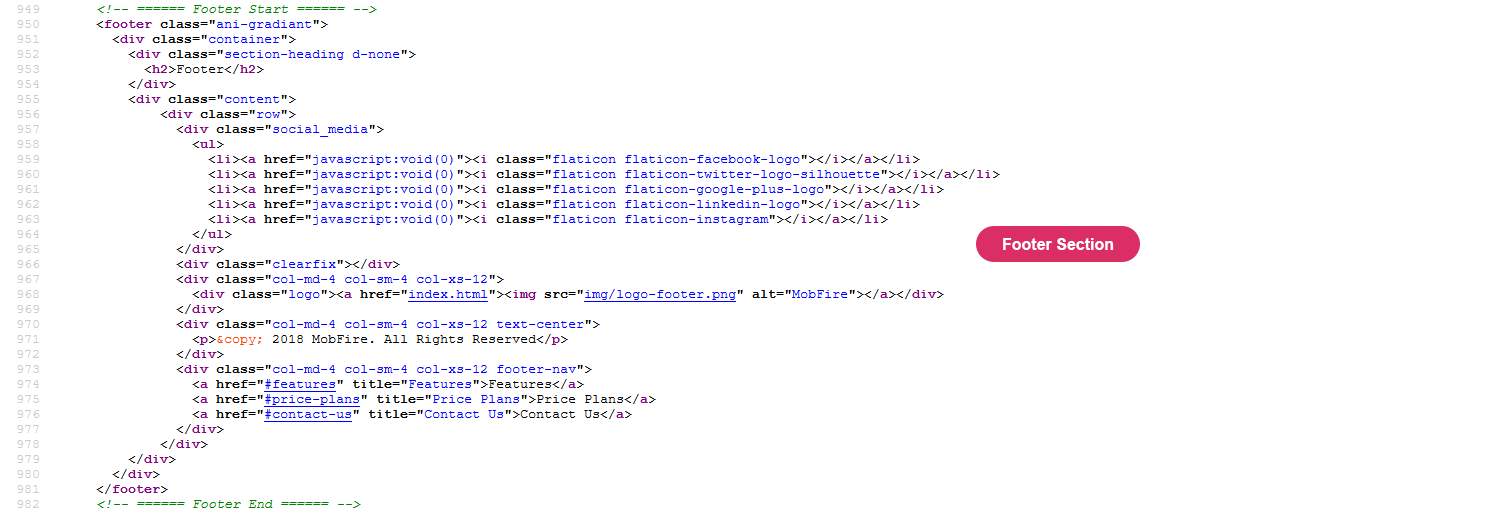 949 <!-- ====== Footer Start ====== -->
950 <footer class="ani-gradiant">
951 <div class="container">
952 <div class="section-heading d-none">
953 <h2>Footer</h2>
954 </div>
955 <div class="content">
956 <div class="row">
957 <div class="social_media">
958 <ul>
959 <li><a href="javascript:void(0)"><i class="flaticon flaticon-facebook-logo"></i></a></li>
960 <li><a href="javascript:void(0)"><i class="flaticon flaticon-twitter-logo-silhouette"></i></a></li>
961 <li><a href="javascript:void(0)"><i class="flaticon flaticon-google-plus-logo"></i></a></li>
962 <li><a href="javascript:void(0)"><i class="flaticon flaticon-linkedin-logo"></i></a></li>
963 <li><a href="javascript:void(0)"><i class="flaticon flaticon-instagram"></i></a></li>
964 </ul>
Footer Section
965 </div>
966 <div class="clearfix"></div>
967 <div class="col-md-4 col-sm-4 col-xs-12">
968 <div class="logo"><a href="index.html"><img src="img/logo-footer.png" alt="MobFire"></a></div>
969 </div>
970 <div class="col-md-4 col-sm-4 col-xs-12 text-center">
971 <p>&copy; 2018 MobFire. All Rights Reserved</p>
972 </div>
973 <div class="col-md-4 col-sm-4 col-xs-12 footer-nav">
974 <a href="#features" title="Features">Features</a>
975 <a href="#price-plans" title="Price Plans">Price Plans</a>
976 <a href="#contact-us" title="Contact Us">Contact Us</a>
977 </div>
978 </div>
979 </div>
980 </div>
981 </footer>
982 <!-- ====== Footer End ====== -->